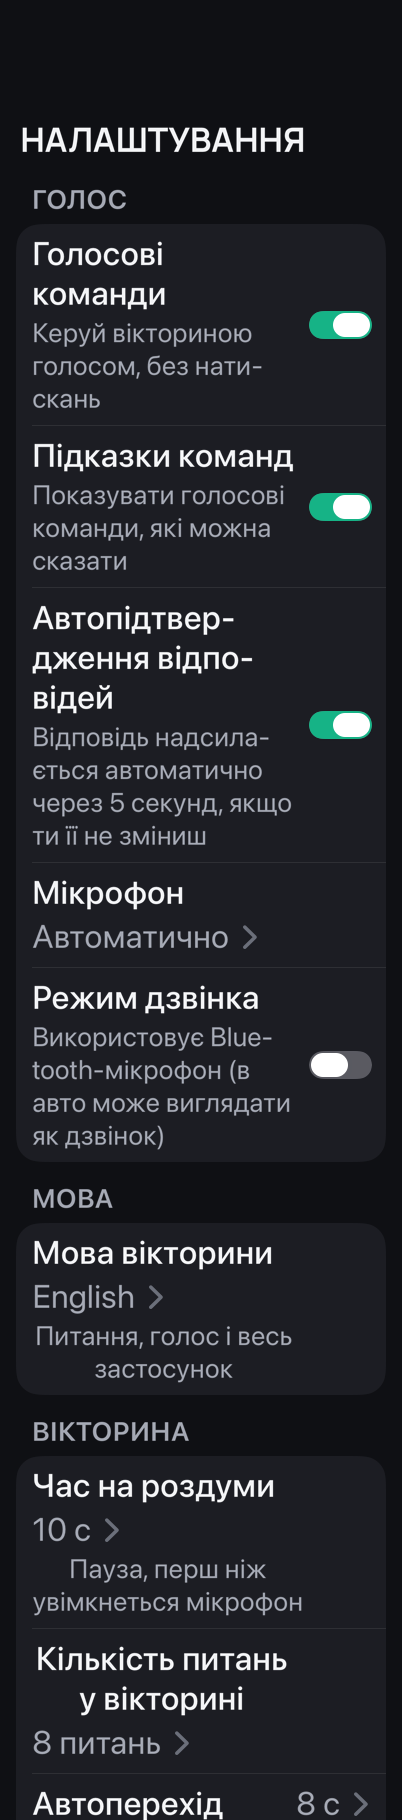 НАЛАШТУВАННЯ
ГОЛОС
Голосові
команди
Керуй вікториною
голосом, без нати-
скань
Підказки команд
Показувати голосові
команди, які можна
сказати
Автопідтвер-
дження відпо-
відей
Відповідь надсила-
ється автоматично
через 5 секунд, якщо
ти її не зміниш
Мікрофон
Автоматично
Режим дзвінка
Використовує Blue-
tooth-мікрофон (в
авто може виглядати
як дзвінок)
МОВА
Мова вікторини
English
Питання, голос і весь
застосунок
ВІКТОРИНА
Час на роздуми
10 с
Пауза, перш ніж
увімкнеться мікрофон
Кількість питань
у вікторині
8 питань
Автоперехід 8 с